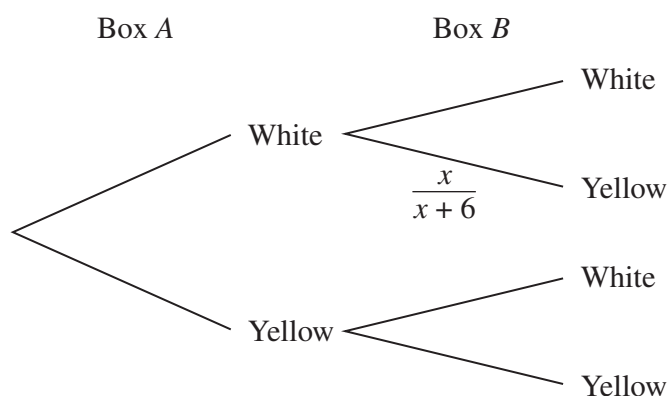 Box A Box B
White
White
x
x + 6
Yellow
White
Yellow
Yellow